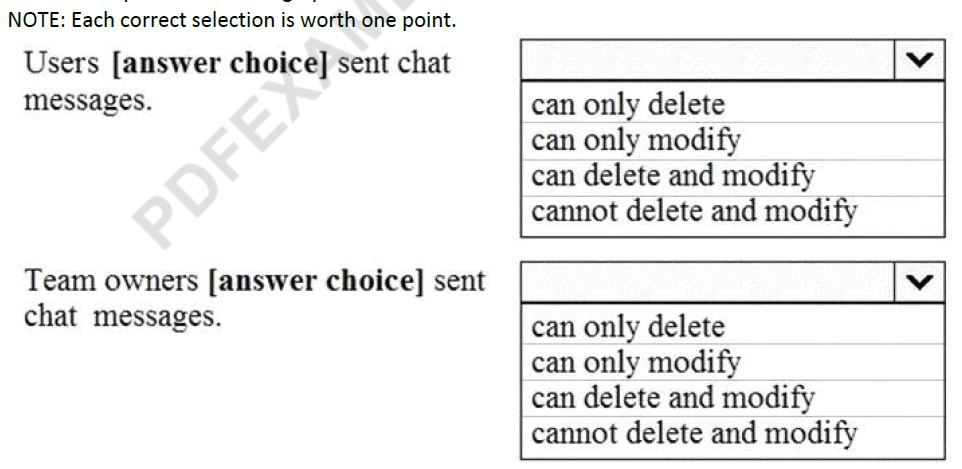 NOTE: Each correct selection is worth one point.
Users [answer choice] sent chat
messages.
can only delete
can only modify
can delete and modify
cannot delete and modify
Team owners [answer choice] sent
chat messages.
can only delete
can only modify
can delete and modify
cannot delete and modify
PDFEXAM